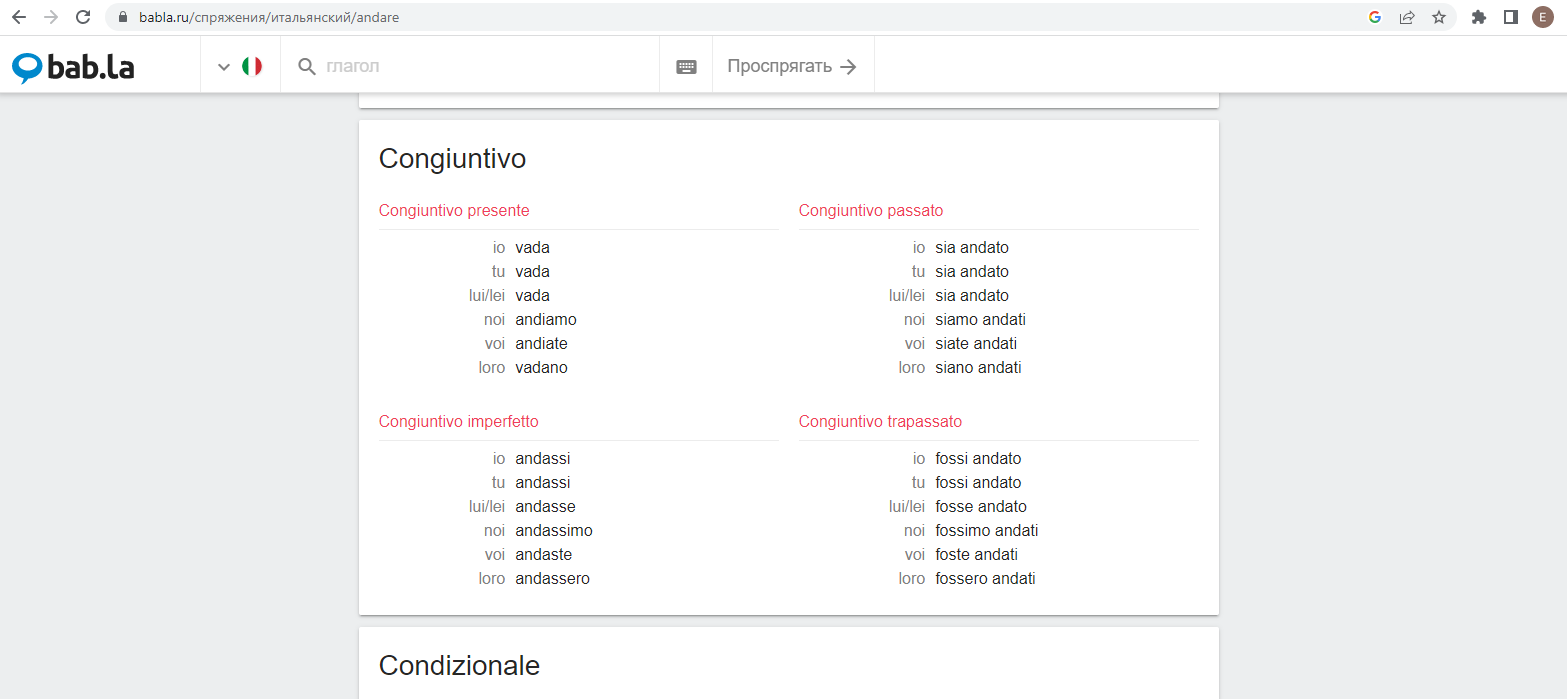 babla.ru/спряжения/итальянский/andare
E
bab.la
глагол
Проспрягать
Congiuntivo
Congiuntivo presente
io vada
tu vada
lui/lei vada
noi andiamo
voi andiate
loro vadano
Congiuntivo passato
io sia andato
tu sia andato
lui/lei sia andato
noi siamo andati
voi siate andati
loro siano andati
Congiuntivo imperfetto
io andassi
tu andassi
lui/lei andasse
noi andassimo
voi andaste
loro andassero
Congiuntivo trapassato
io fossi andato
tu fossi andato
lui/lei fosse andato
noi fossimo andati
voi foste andati
loro fossero andati
Condizionale